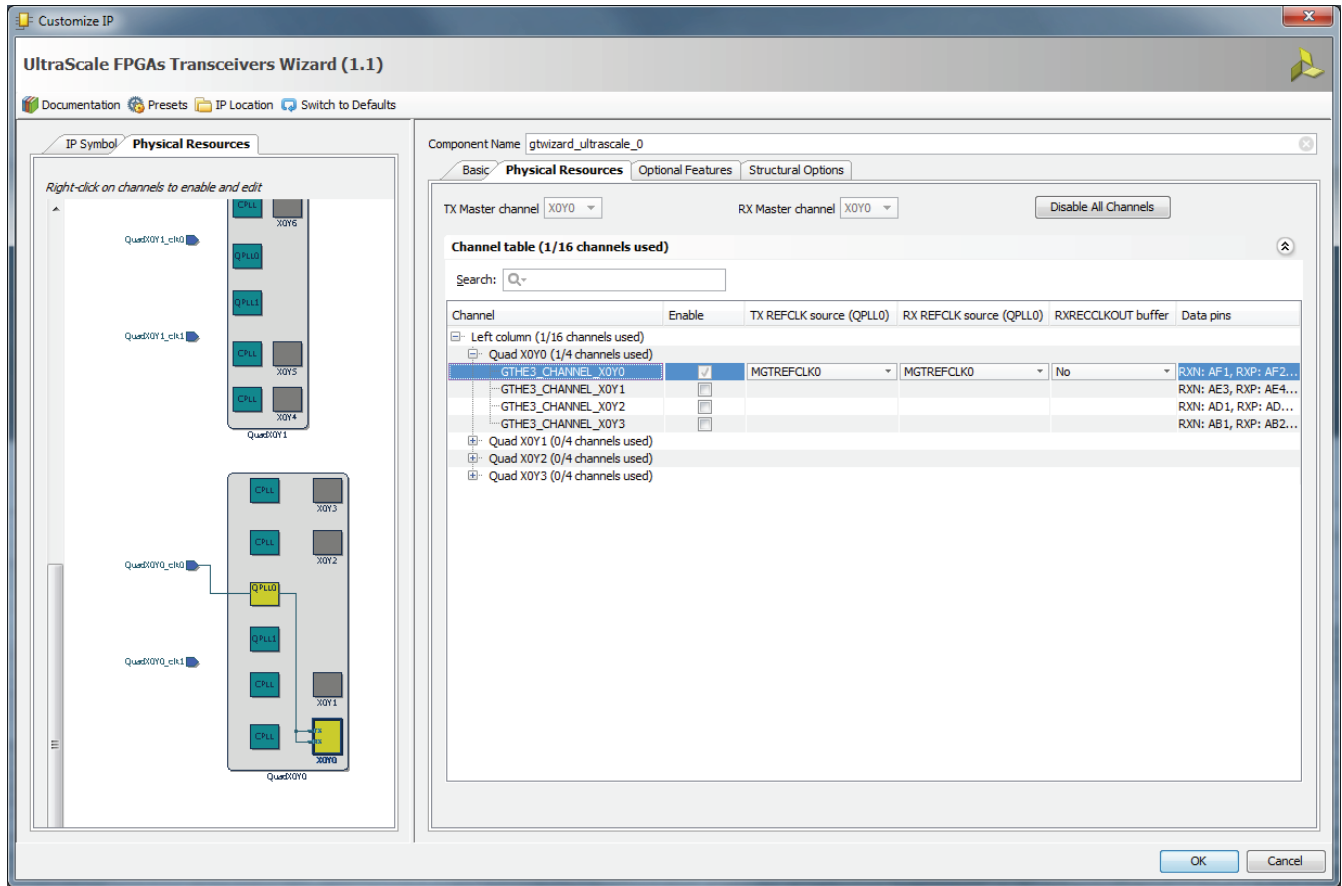 Customize IP
UltraScale FPGAs Transceivers Wizard (1.1)
Documentation Presets IP Location Switch to Defaults
IP Symbol Physical Resources
Right-click on channels to enable and edit
CPLL
X0Y6
QuadX0Y1_clk0
QPLL0
QPLL1
QuadX0Y1_clk1
CPLL
X0Y5
CPLL
X0Y4
QuadX0Y1
CPLL
X0Y3
CPLL
X0Y2
QuadX0Y0_clk0
QPLL0
QPLL1
QuadX0Y0_clk1
CPLL
X0Y1
CPLL
X0Y0
QuadX0Y0
Component Name gtwizard_ultrascale_0
Basic Physical Resources Optional Features Structural Options
TX Master channel X0Y0 RX Master channel X0Y0 Disable All Channels
Channel table (1/16 channels used)
Search:
Channel Enable TX REFCLK source (QPLL0) RX REFCLK source (QPLL0) RXRECCLKOUT buffer Data pins
Left column (1/16 channels used)
Quad X0Y0 (1/4 channels used)
GTHE3_CHANNEL_X0Y0 MGTREFCLK0 MGTREFCLK0 No RXN: AF1, RXP: AF2...
GTHE3_CHANNEL_X0Y1 RXN: AE3, RXP: AE4...
GTHE3_CHANNEL_X0Y2 RXN: AD1, RXP: AD...
GTHE3_CHANNEL_X0Y3 RXN: AB1, RXP: AB2...
Quad X0Y1 (0/4 channels used)
Quad X0Y2 (0/4 channels used)
Quad X0Y3 (0/4 channels used)
OK Cancel